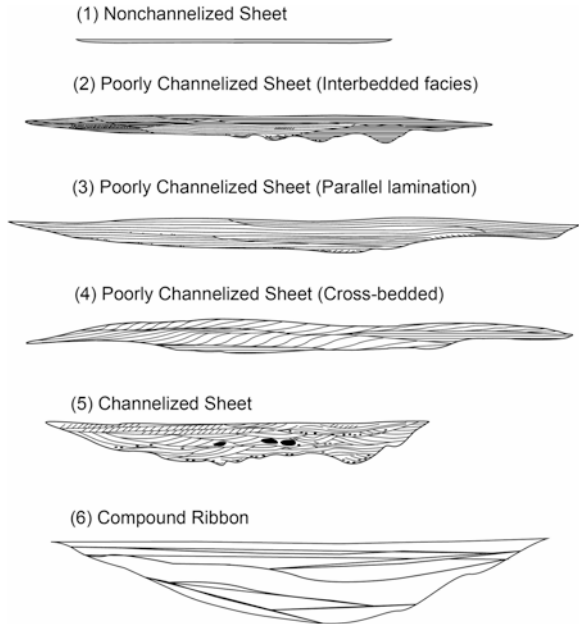 (1) Nonchannelized Sheet
(2) Poorly Channelized Sheet (Interbedded facies)
(3) Poorly Channelized Sheet (Parallel lamination)
(4) Poorly Channelized Sheet (Cross-bedded)
(5) Channelized Sheet
(6) Compound Ribbon